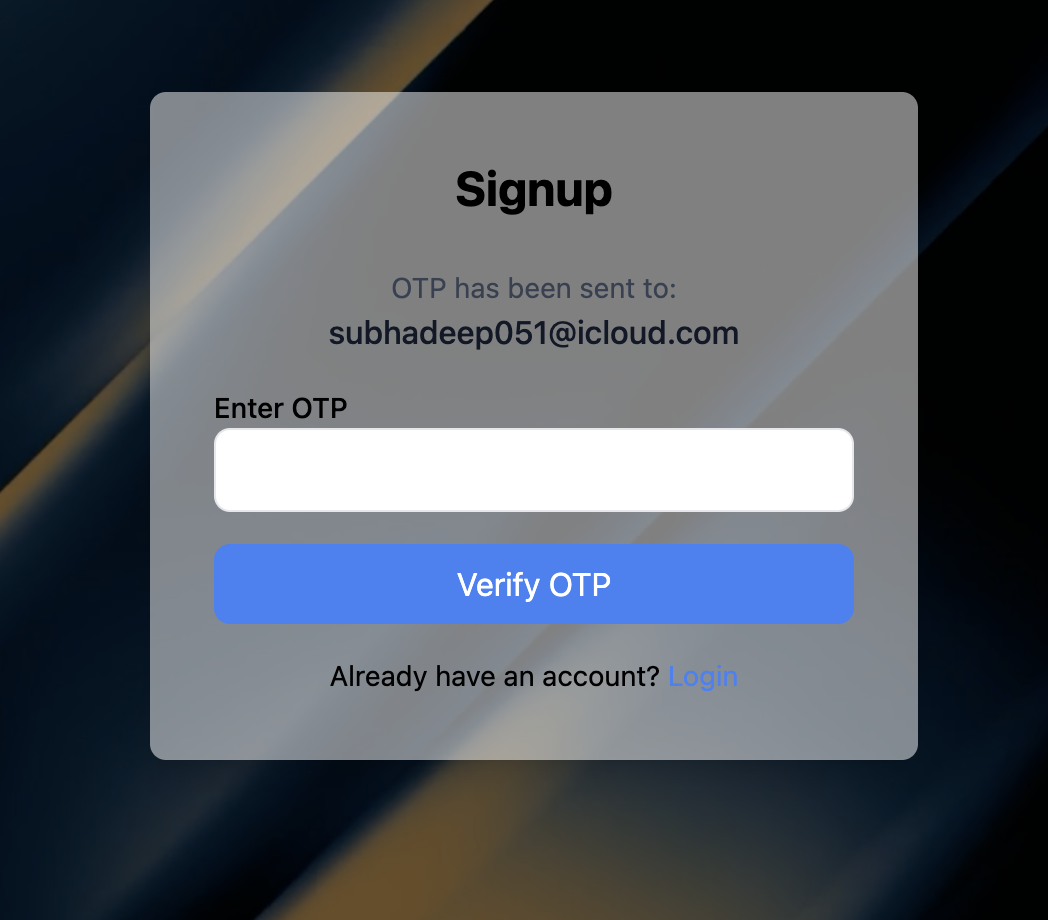 Signup
OTP has been sent to:
subhadeep051@icloud.com
Enter OTP
Verify OTP
Already have an account? Login